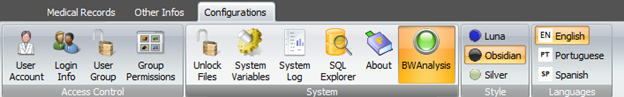 Medical Records Other Infos Configurations
User Account
Login Info
User Group
Group Permissions
Access Control
Unlock Files
System Variables
System Log
SQL Explorer
About
BWAnalysis
System
Luna
Obsidian
Silver
Style
EN English
PT Portuguese
SP Spanish
Languages